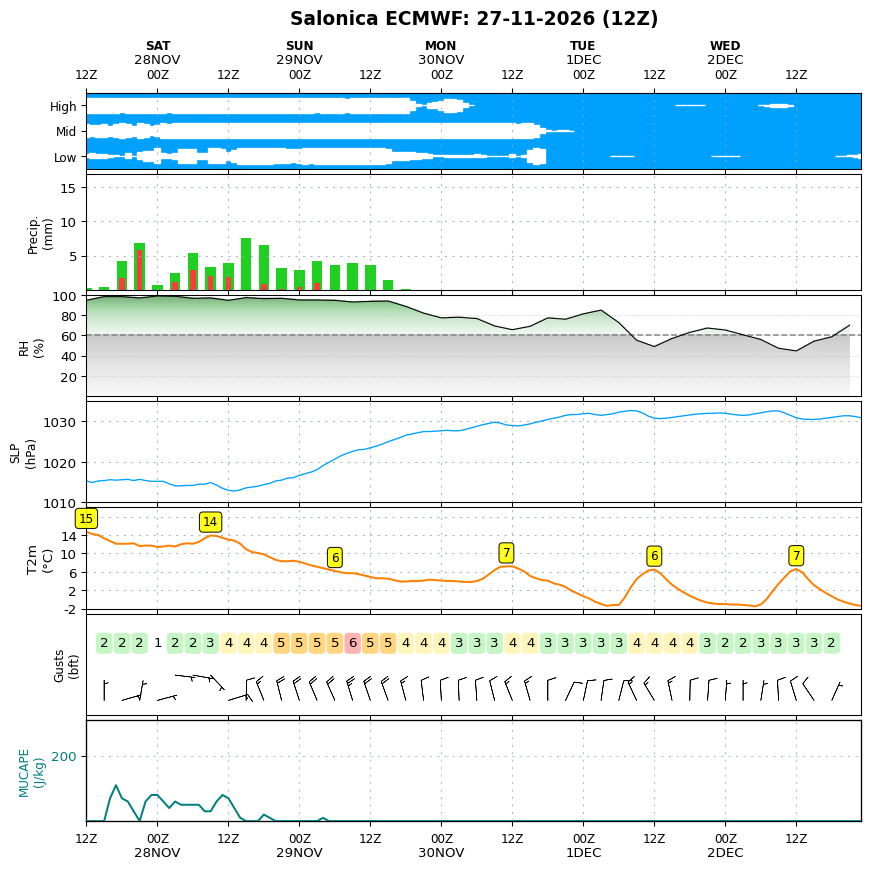 Salonica ECMWF: 27-11-2026 (12Z)
SAT SUN MON TUE WED
28NOV 29NOV 30NOV 1DEC 2DEC
12Z 00Z 12Z 00Z 12Z 00Z 12Z 00Z 12Z 00Z 12Z
High
Mid
Low
Precip.
(mm)
15
10
5
RH
(%)
100
80
60
40
20
SLP
(hPa)
1030
1020
1010
T2m
(°C)
14
10
6
2
-2
15 14 6 7 6 7
Gusts
(bft)
2 2 2 1 2 2 3 4 4 4 5 5 5 5 6 5 5 4 4 4 3 3 3 4 4 3 3 3 3 3 4 4 4 4 3 2 2 3 3 3 3 2
MUCAPE
(J/kg)
200
12Z 00Z 12Z 00Z 12Z 00Z 12Z 00Z 12Z 00Z 12Z
28NOV 29NOV 30NOV 1DEC 2DEC